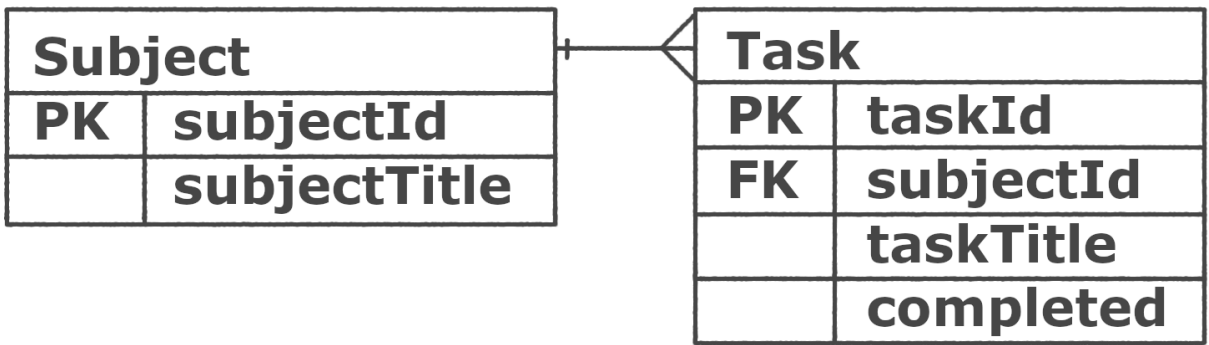 Subject
PK subjectId
subjectTitle
Task
PK taskId
FK subjectId
taskTitle
completed